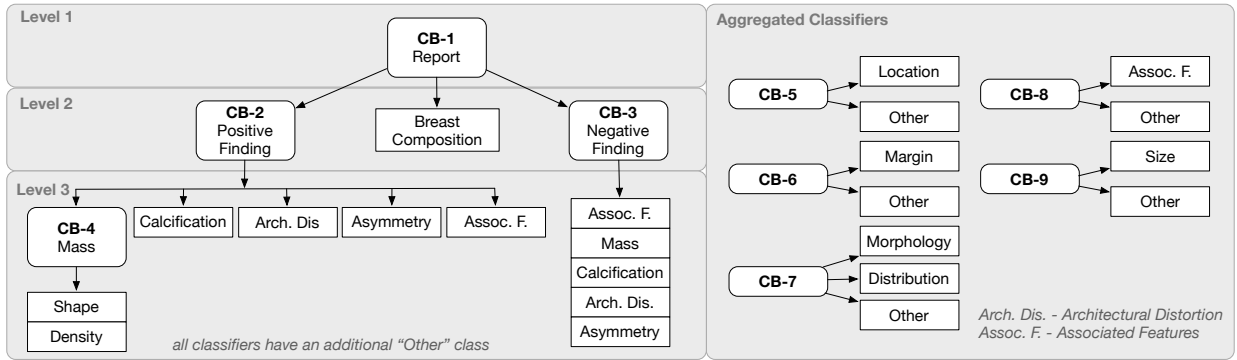 Level 1
CB-1
Report
Level 2
CB-2
Positive
Finding
Breast
Composition
CB-3
Negative
Finding
Level 3
CB-4
Mass
Calcification
Arch. Dis
Asymmetry
Assoc. F.
Shape
Density
Assoc. F.
Mass
Calcification
Arch. Dis.
Asymmetry
all classifiers have an additional “Other” class
Aggregated Classifiers
CB-5
Location
Other
CB-6
Margin
Other
CB-7
Morphology
Distribution
Other
CB-8
Assoc. F.
Other
CB-9
Size
Other
Arch. Dis. - Architectural Distortion
Assoc. F. - Associated Features